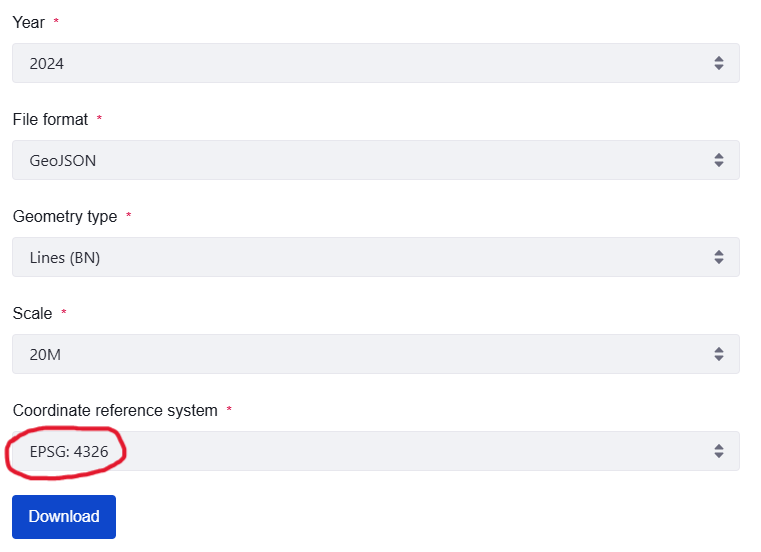 Year *
2024
File format *
GeoJSON
Geometry type *
Lines (BN)
Scale *
20M
Coordinate reference system *
EPSG: 4326
Download